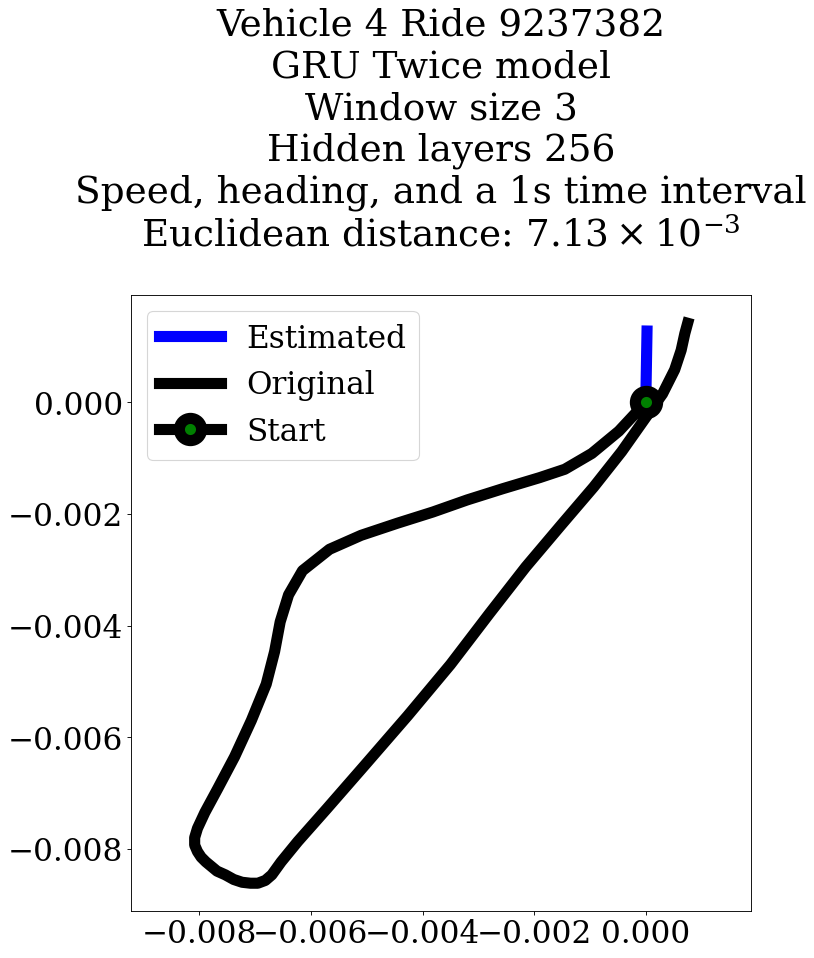 Vehicle 4 Ride 9237382
GRU Twice model
Window size 3
Hidden layers 256
Speed, heading, and a 1s time interval
Euclidean distance: 7.13 × 10⁻³
Estimated
Original
Start
0.000
−0.002
−0.004
−0.006
−0.008
−0.008 −0.006 −0.004 −0.002 0.000